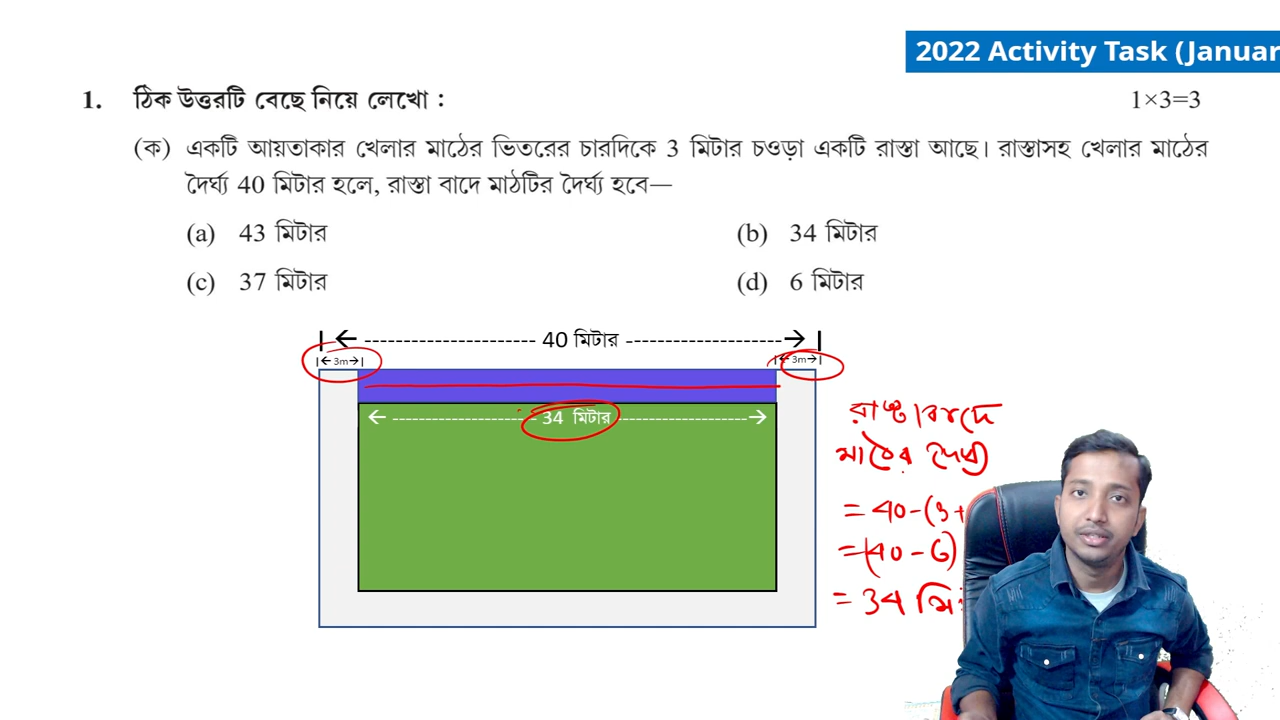 2022 Activity Task (Januar
1. ঠিক উত্তরটি বেছে নিয়ে লেখো : 1×3=3
(ক) একটি আয়তাকার খেলার মাঠের ভিতরের চারদিকে 3 মিটার চওড়া একটি রাস্তা আছে। রাস্তাসহ খেলার মাঠের
দৈর্ঘ্য 40 মিটার হলে, রাস্তা বাদে মাঠটির দৈর্ঘ্য হবে—
(a) 43 মিটার (b) 34 মিটার
(c) 37 মিটার (d) 6 মিটার
40 মিটার
3m 3m
34 মিটার
রাস্তা বাদে
মাঠের দৈর্ঘ্য
= 40-(3+
=(40-6)
= 34 মি